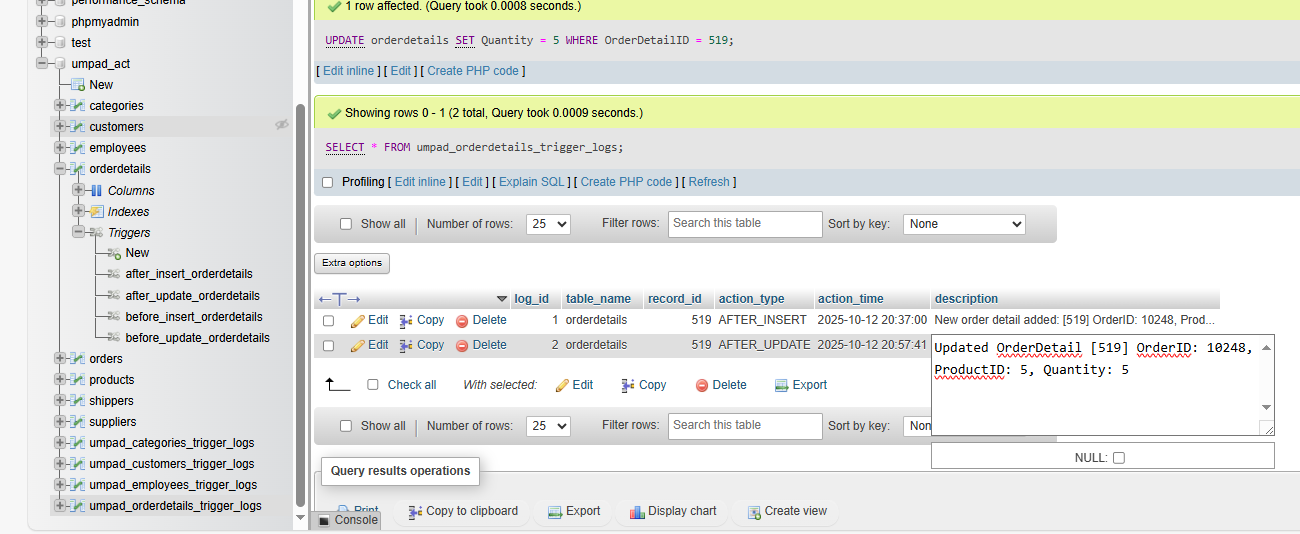 performance_schema
phpmyadmin
test
umpad_act
New
categories
customers
employees
orderdetails
Columns
Indexes
Triggers
New
after_insert_orderdetails
after_update_orderdetails
before_insert_orderdetails
before_update_orderdetails
orders
products
shippers
suppliers
umpad_categories_trigger_logs
umpad_customers_trigger_logs
umpad_employees_trigger_logs
umpad_orderdetails_trigger_logs
1 row affected. (Query took 0.0008 seconds.)
UPDATE orderdetails SET Quantity = 5 WHERE OrderDetailID = 519;
[ Edit inline ] [ Edit ] [ Create PHP code ]
Showing rows 0 - 1 (2 total, Query took 0.0009 seconds.)
SELECT * FROM umpad_orderdetails_trigger_logs;
Profiling [ Edit inline ] [ Edit ] [ Explain SQL ] [ Create PHP code ] [ Refresh ]
Show all | Number of rows: 25 Filter rows: Search this table Sort by key: None
Extra options
←T→ log_id table_name record_id action_type action_time description
Edit Copy Delete 1 orderdetails 519 AFTER_INSERT 2025-10-12 20:37:00 New order detail added: [519] OrderID: 10248, Prod...
Edit Copy Delete 2 orderdetails 519 AFTER_UPDATE 2025-10-12 20:57:41
Updated OrderDetail [519] OrderID: 10248,
ProductID: 5, Quantity: 5
NULL:
Check all With selected: Edit Copy Delete Export
Show all | Number of rows: 25 Filter rows: Search this table Sort by key: Non
Query results operations
Print Copy to clipboard Export Display chart Create view
Console